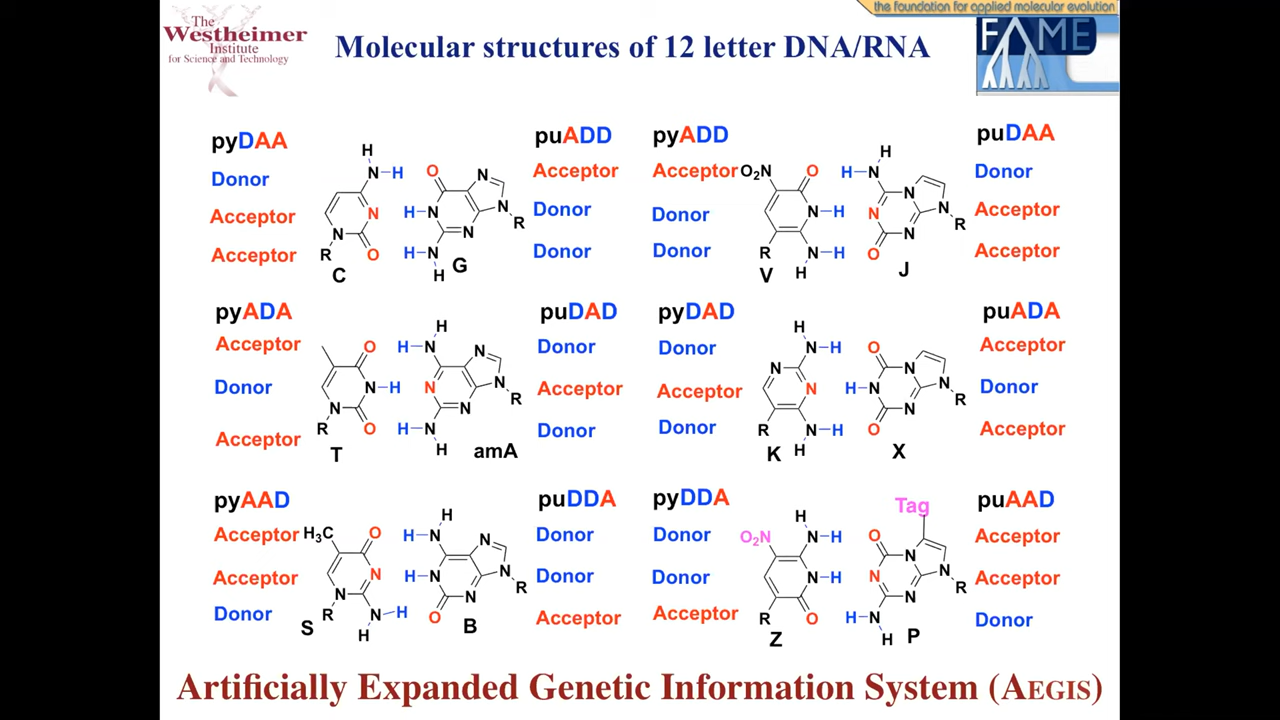 The
Westheimer
Institute
for Science and Technology
Molecular structures of 12 letter DNA/RNA
the foundation for applied molecular evolution
FAME
pyDAA
Donor
Acceptor
Acceptor
H
N-H
N
N
O
R
C
O
N
H-N
N
N
R
H-N
H
G
puADD
Acceptor
Donor
Donor
pyADD
Acceptor
Donor
Donor
O2N
O
N-H
R
N-H
H
V
H
H-N
N
N
N
R
N
O
J
puDAA
Donor
Acceptor
Acceptor
pyADA
Acceptor
Donor
Acceptor
O
N-H
N
R
O
T
H
H-N
N
N
N
N
R
H-N
H
amA
puDAD
Donor
Acceptor
Donor
pyDAD
Donor
Acceptor
Donor
H
N-H
N
N
R
N-H
H
K
O
N
H-N
N
R
N
O
X
puADA
Acceptor
Donor
Acceptor
pyAAD
Acceptor
Acceptor
Donor
H3C
O
N
N
R
N-H
H
S
H
H-N
N
H-N
N
N
R
O
B
puDDA
Donor
Donor
Acceptor
pyDDA
Donor
Donor
Acceptor
O2N
H
N-H
N-H
R
O
Z
Tag
O
N
N
N
R
N
H-N
H
P
puAAD
Acceptor
Acceptor
Donor
Artificially Expanded Genetic Information System (AEGIS)